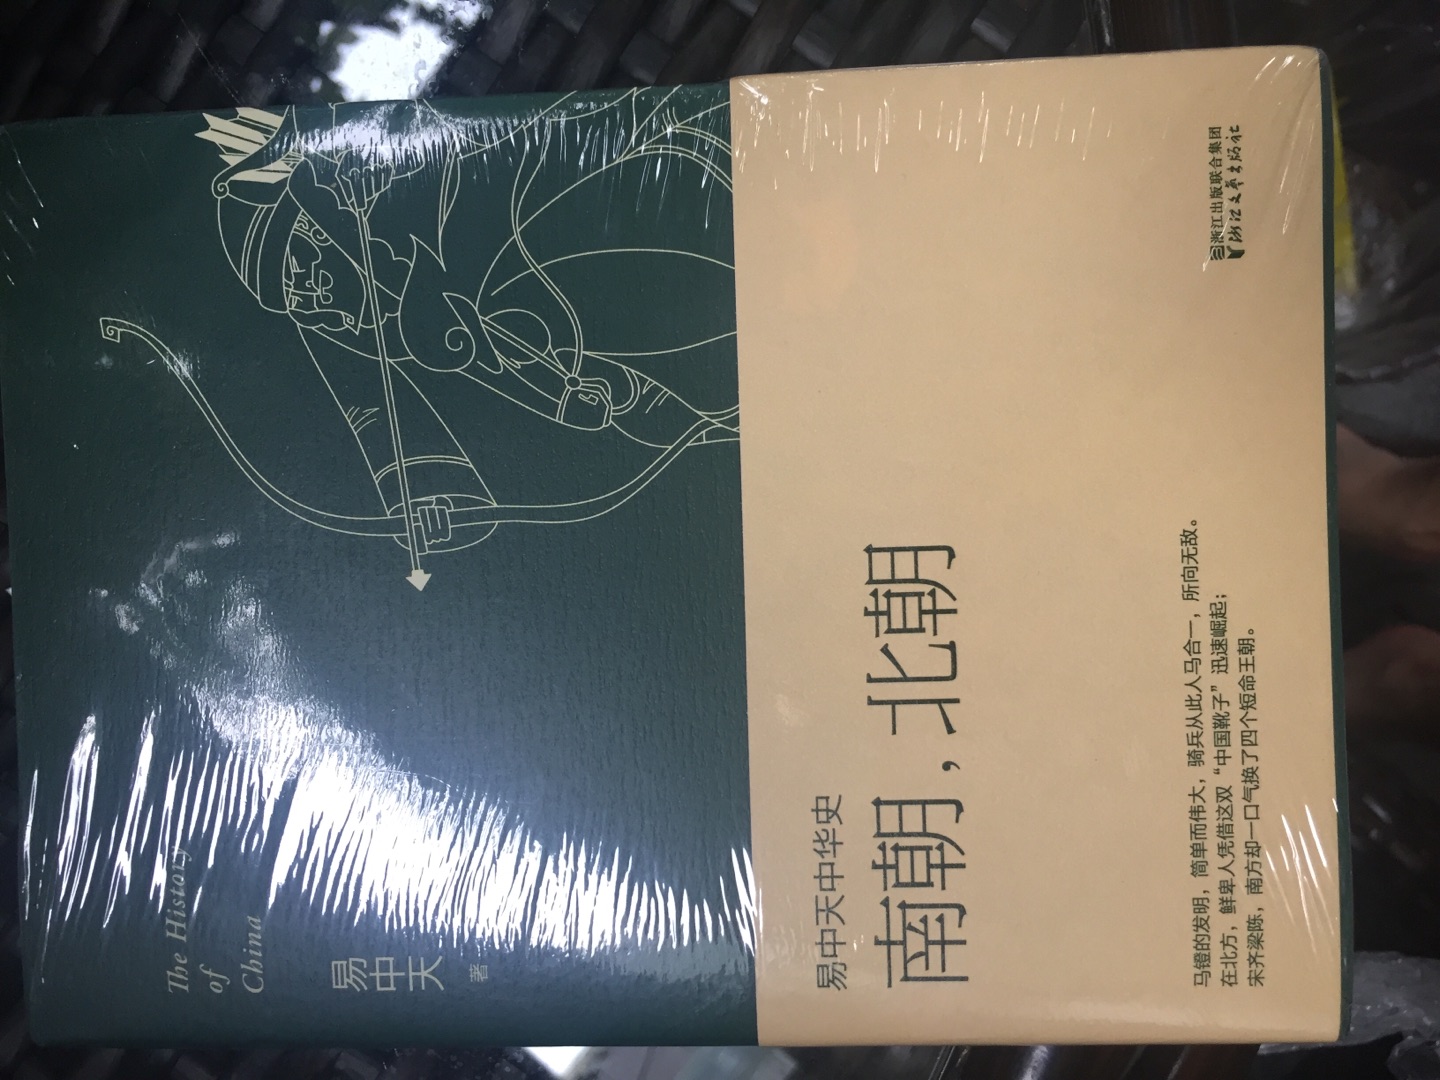 The History
of
China
易
中
天
著
易中天中华史
南朝，北朝
马镫的发明，简单而伟大，骑兵从此人马合一，所向无敌。
在北方，鲜卑人凭借这双“中国靴子”迅速崛起；
宋齐梁陈，南方却一口气换了四个短命王朝。
浙江出版联合集团
浙江文艺出版社